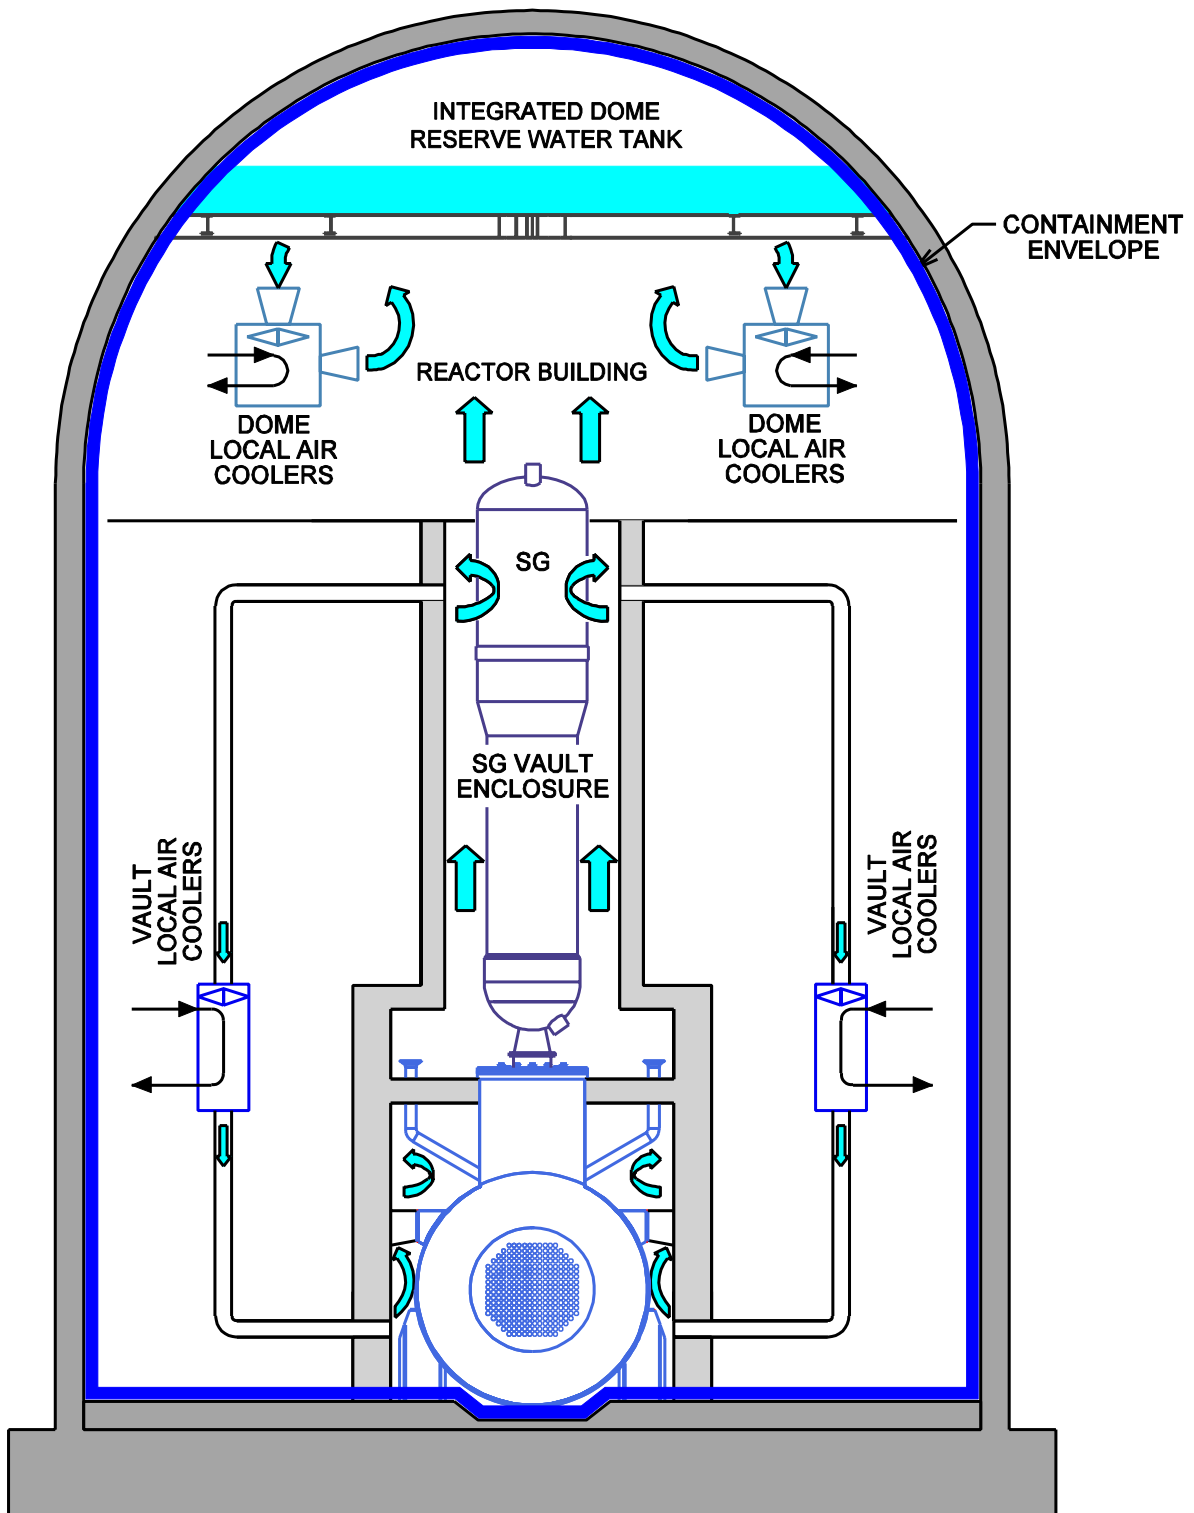 INTEGRATED DOME
RESERVE WATER TANK
CONTAINMENT
ENVELOPE
REACTOR BUILDING
DOME
LOCAL AIR
COOLERS
DOME
LOCAL AIR
COOLERS
SG
SG VAULT
ENCLOSURE
VAULT
LOCAL AIR
COOLERS
VAULT
LOCAL AIR
COOLERS